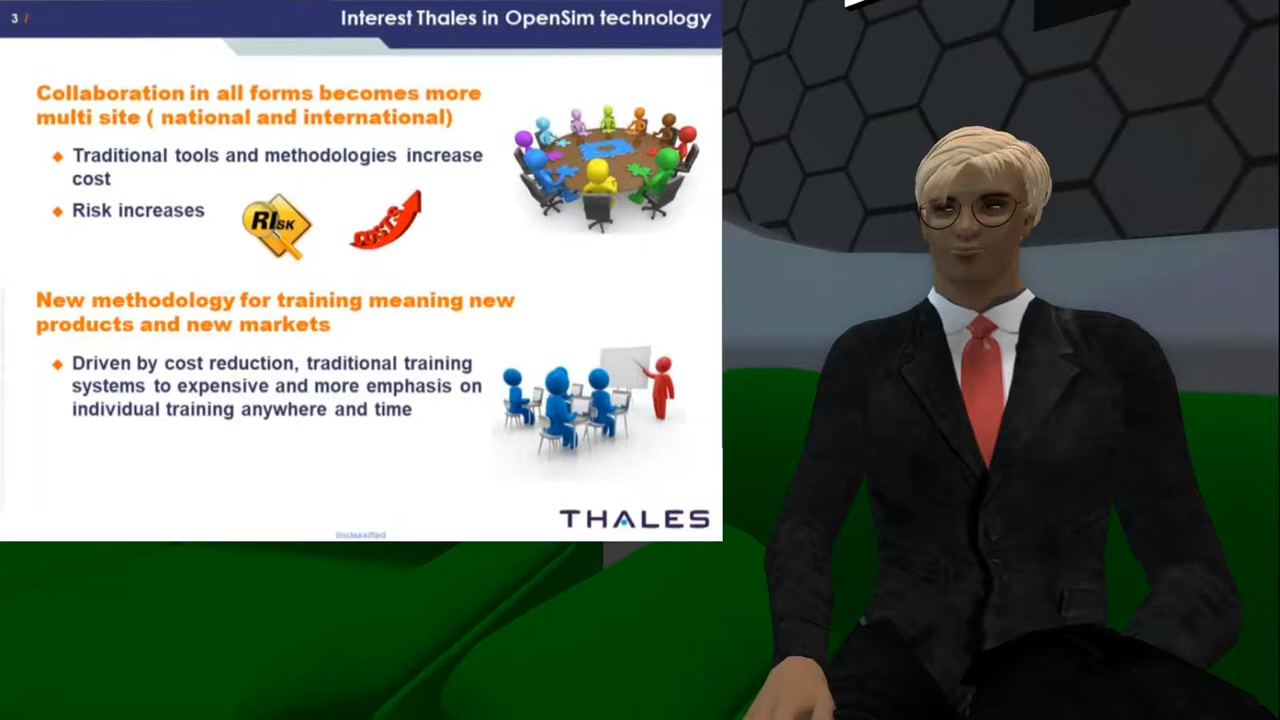 3 /
Interest Thales in OpenSim technology
Collaboration in all forms becomes more
multi site ( national and international)
Traditional tools and methodologies increase
cost
Risk increases
RISK
COSTS
New methodology for training meaning new
products and new markets
Driven by cost reduction, traditional training
systems to expensive and more emphasis on
individual training anywhere and time
THALES
Unclassified